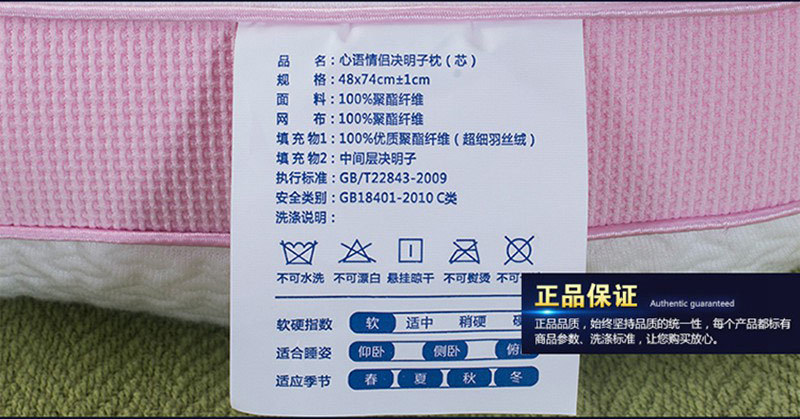 品 名：心语情侣决明子枕（芯）
规 格：48x74cm±1cm
面 料：100%聚酯纤维
网 布：100%聚酯纤维
填充物1：100%优质聚酯纤维（超细羽丝绒）
填充物2：中间层决明子
执行标准：GB/T22843-2009
安全类别：GB18401-2010 C类
洗涤说明：
不可水洗 不可漂白 悬挂晾干 不可熨烫 不可
软硬指数 软 适中 稍硬
适合睡姿 仰卧 侧卧 俯
适应季节 春 夏 秋 冬
正品保证 Authentic guaranteed
正品品质，始终坚持品质的统一性，每个产品都标有
商品参数、洗涤标准，让您购买放心。